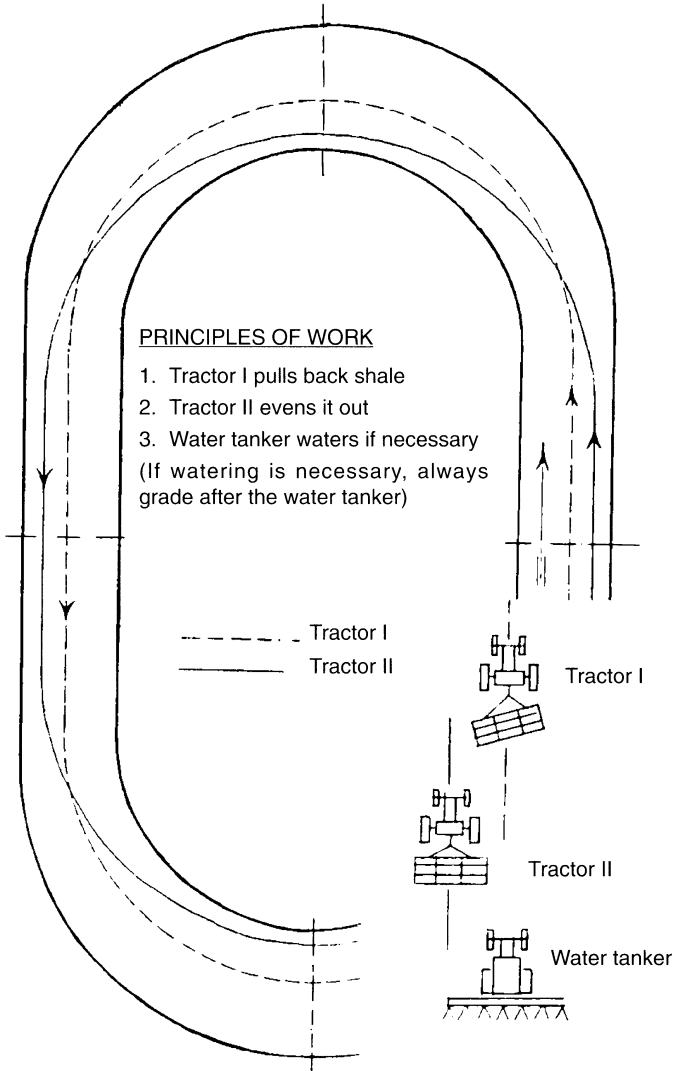 PRINCIPLES OF WORK
1. Tractor I pulls back shale
2. Tractor II evens it out
3. Water tanker waters if necessary
(If watering is necessary, always
grade after the water tanker)
Tractor I
Tractor II
Tractor I
Tractor II
Water tanker